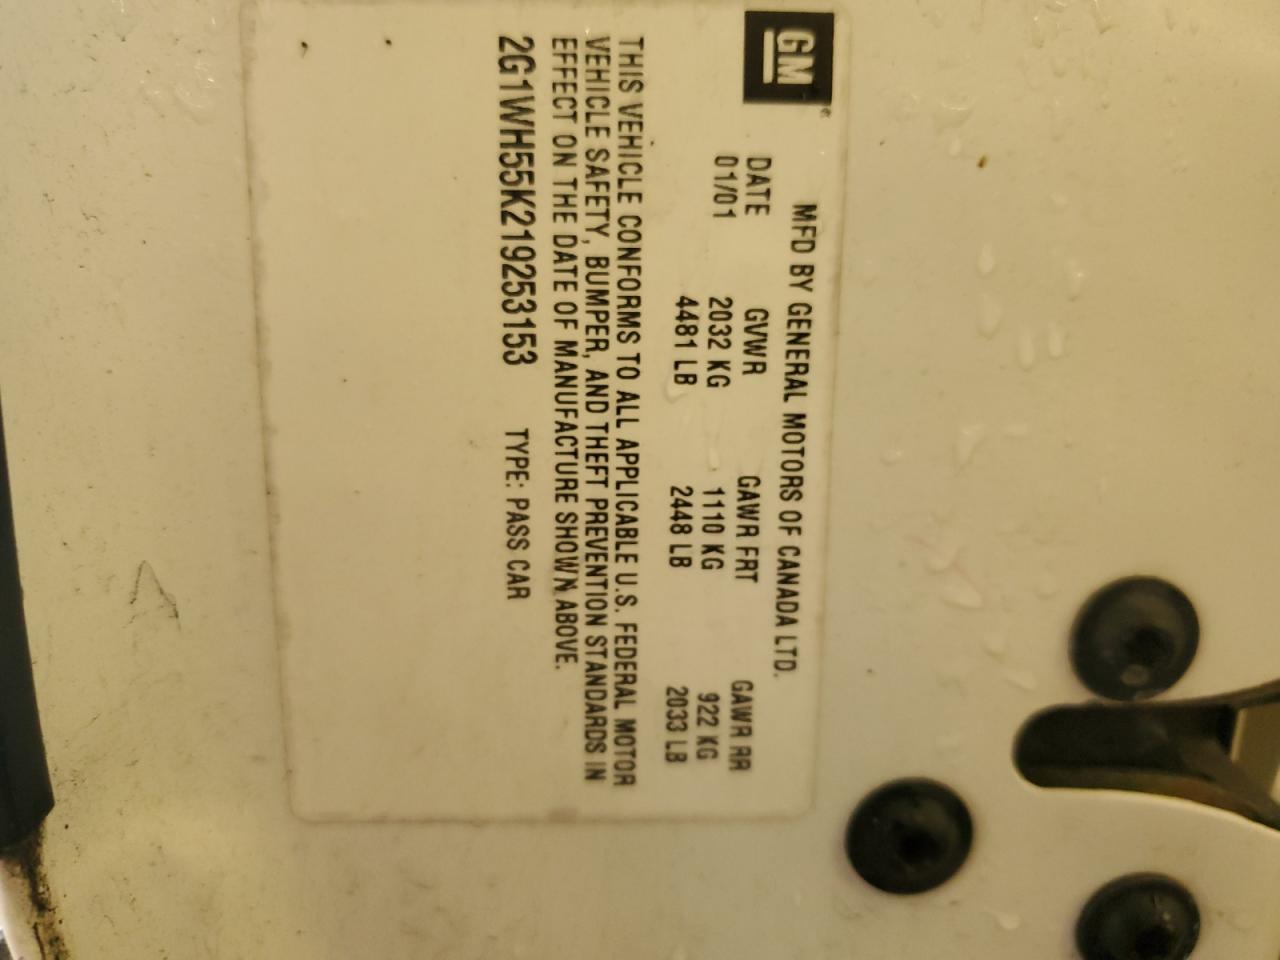 GM
MFD BY GENERAL MOTORS OF CANADA LTD.
DATE GVWR GAWR FRT GAWR RR
01/01 2032 KG 1110 KG 922 KG
4481 LB 2448 LB 2033 LB
THIS VEHICLE CONFORMS TO ALL APPLICABLE U.S. FEDERAL MOTOR
VEHICLE SAFETY, BUMPER, AND THEFT PREVENTION STANDARDS IN
EFFECT ON THE DATE OF MANUFACTURE SHOWN ABOVE.
2G1WH55K219253153 TYPE: PASS CAR